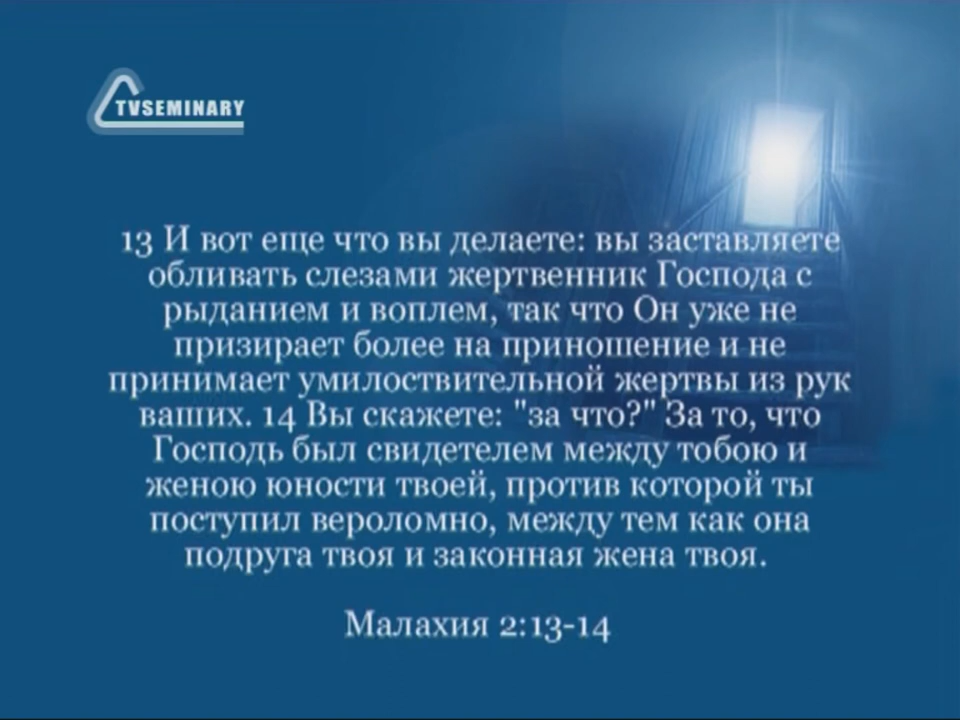 TVSEMINARY
13 И вот еще что вы делаете: вы заставляете
обливать слезами жертвенник Господа с
рыданием и воплем, так что Он уже не
призирает более на приношение и не
принимает умилоствительной жертвы из рук
ваших. 14 Вы скажете: "за что?" За то, что
Господь был свидетелем между тобою и
женою юности твоей, против которой ты
поступил вероломно, между тем как она
подруга твоя и законная жена твоя.
Малахия 2:13-14